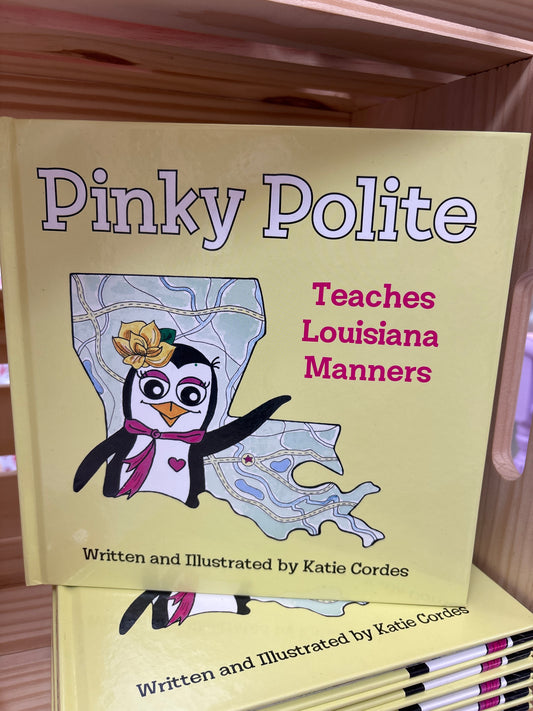 Pinky Polite
Teaches
Louisiana
Manners
Written and Illustrated by Katie Cordes
Written and Illustrated by Katie Cordes